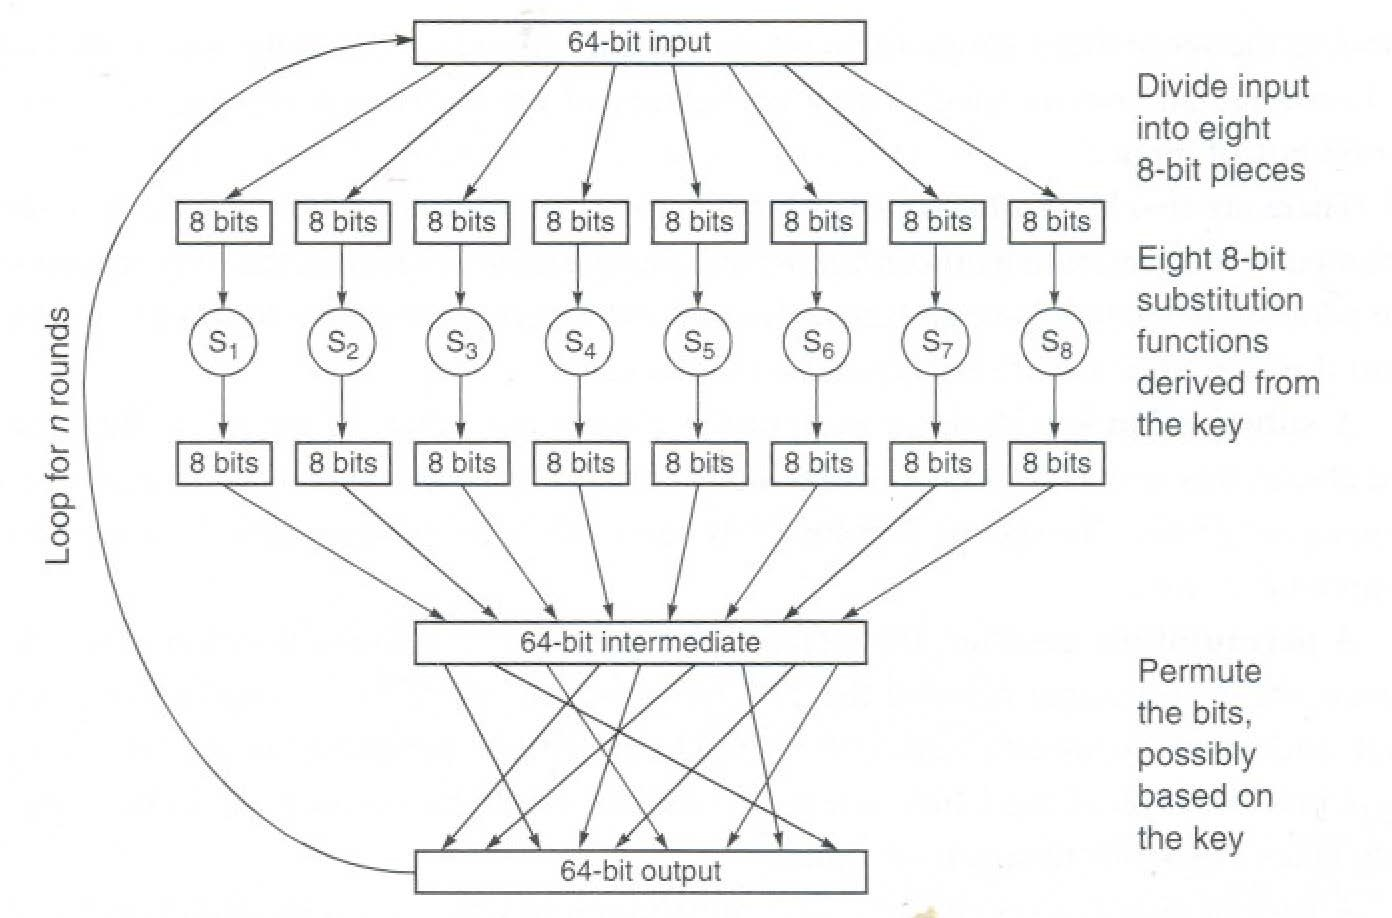 64-bit input
Divide input
into eight
8-bit pieces
8 bits 8 bits 8 bits 8 bits 8 bits 8 bits 8 bits 8 bits
Eight 8-bit
substitution
functions
derived from
the key
S1 S2 S3 S4 S5 S6 S7 S8
8 bits 8 bits 8 bits 8 bits 8 bits 8 bits 8 bits 8 bits
Loop for n rounds
64-bit intermediate
Permute
the bits,
possibly
based on
the key
64-bit output